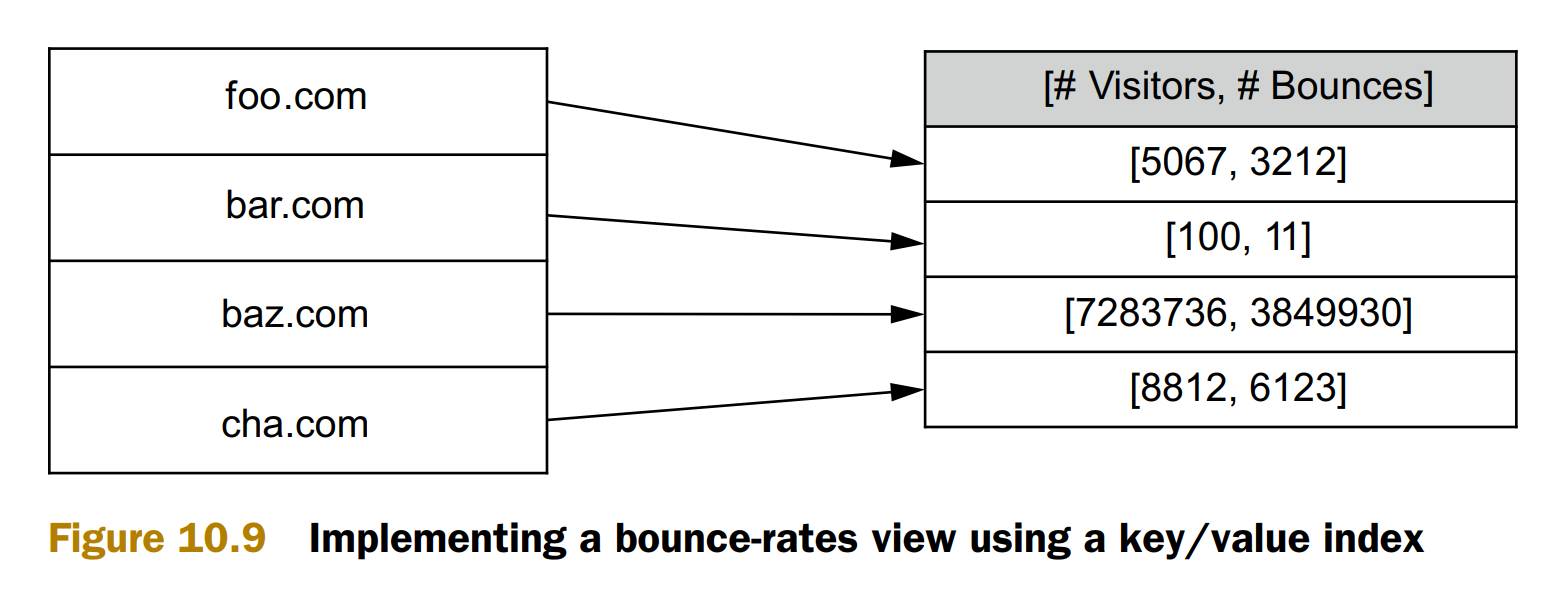 foo.com
bar.com
baz.com
cha.com
[# Visitors, # Bounces]
[5067, 3212]
[100, 11]
[7283736, 3849930]
[8812, 6123]
Figure 10.9 Implementing a bounce-rates view using a key/value index